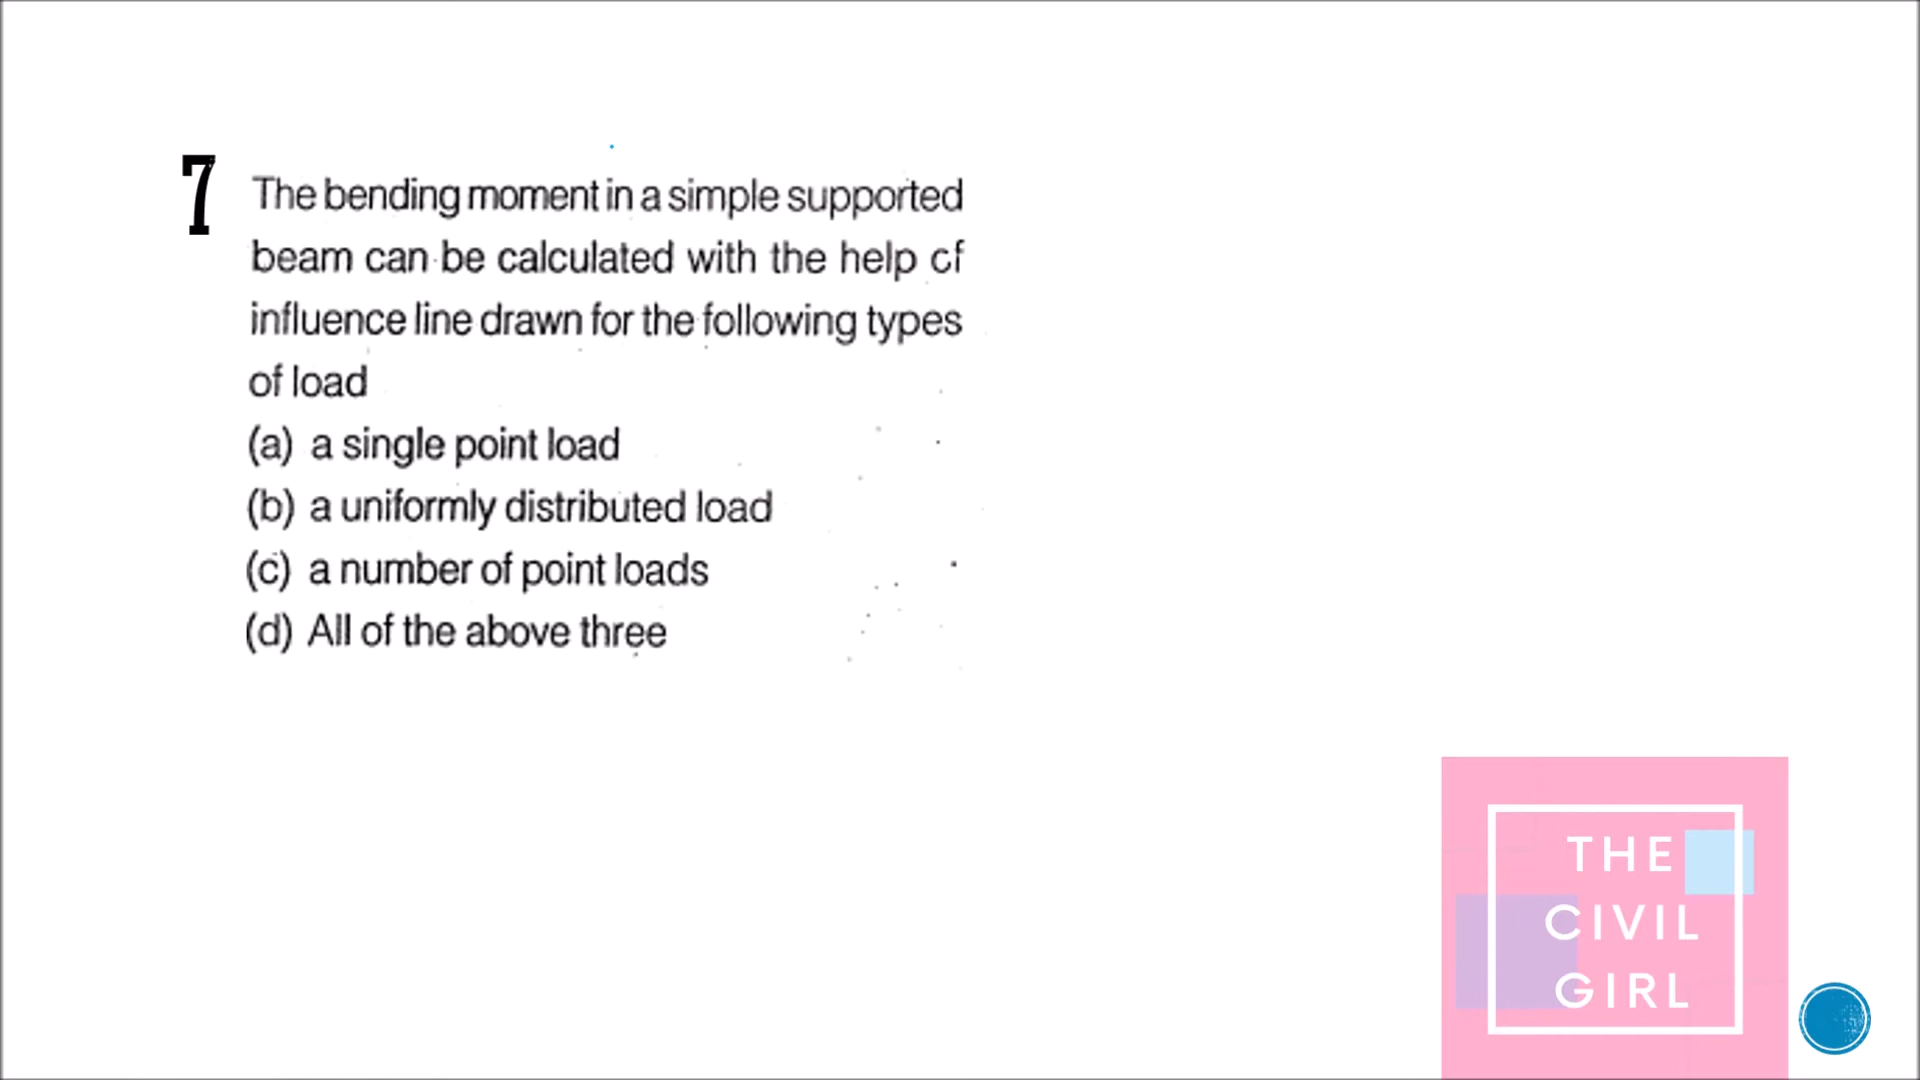 7 The bending moment in a simple supported
beam can be calculated with the help of
influence line drawn for the following types
of load
(a) a single point load
(b) a uniformly distributed load
(c) a number of point loads
(d) All of the above three
THE
CIVIL
GIRL